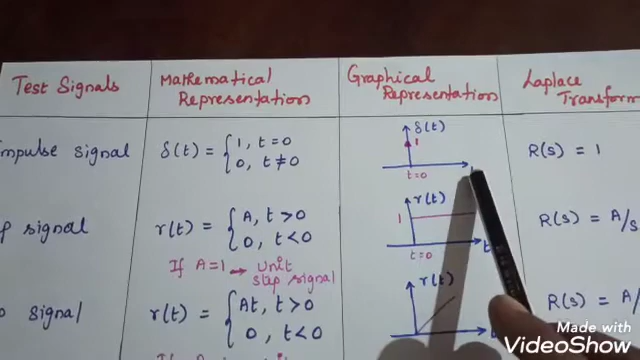 Test Signals
Mathematical
Representation
Graphical
Representation
Laplace
Transform
Impulse signal
δ(t) = { 1, t=0
0, t≠0
δ(t)
1
t=0
R(s) = 1
signal
r(t) = { A, t>0
0, t<0
If A=1 → unit
step signal
r(t)
1
t=0
t
R(s) = A/s
signal
r(t) = { At, t>0
0, t<0
r(t)
t
R(s) = A/
Made with
VideoShow